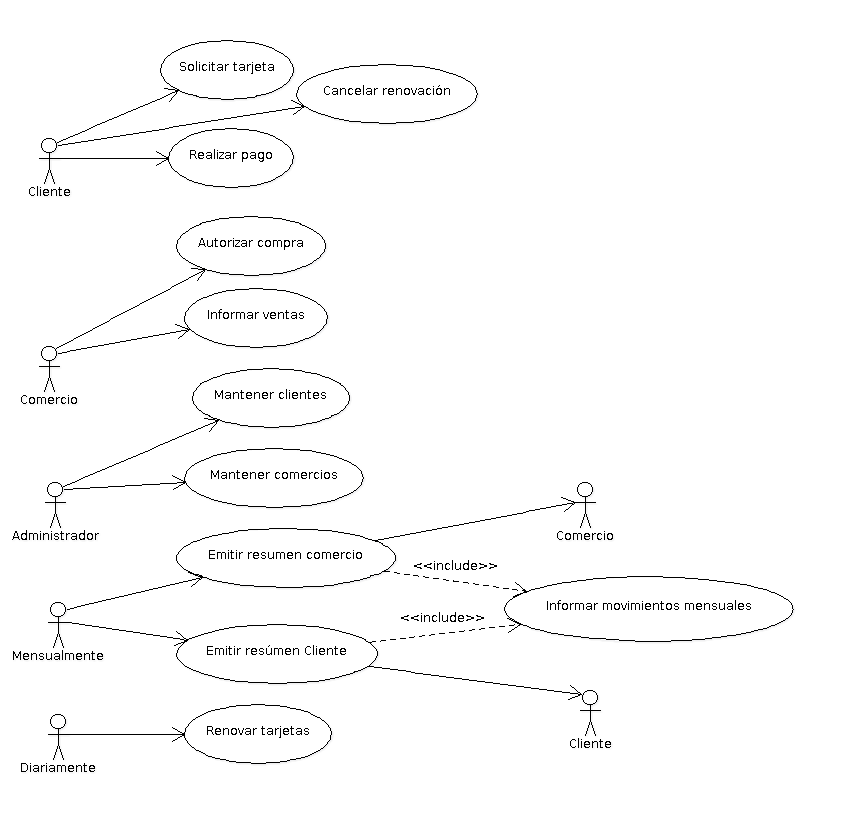 Solicitar tarjeta
Cancelar renovación
Realizar pago
Cliente
Autorizar compra
Informar ventas
Comercio
Mantener clientes
Mantener comercios
Administrador
Comercio
Emitir resumen comercio
<<include>>
Informar movimientos mensuales
<<include>>
Emitir resúmen Cliente
Mensualmente
Renovar tarjetas
Cliente
Diariamente